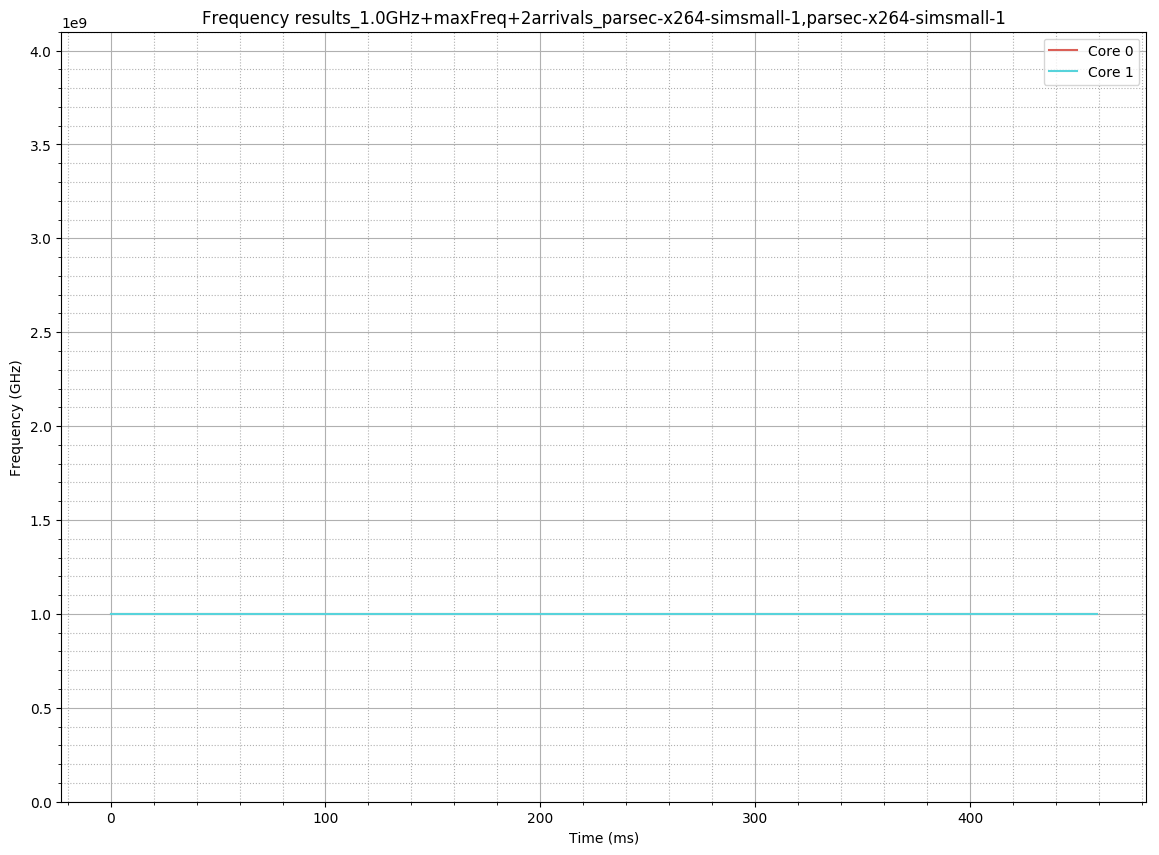 Frequency results_1.0GHz+maxFreq+2arrivals_parsec-x264-simsmall-1,parsec-x264-simsmall-1
1e9
Core 0
Core 1
4.0
3.5
3.0
2.5
2.0
1.5
1.0
0.5
0.0
Frequency (GHz)
0 100 200 300 400
Time (ms)